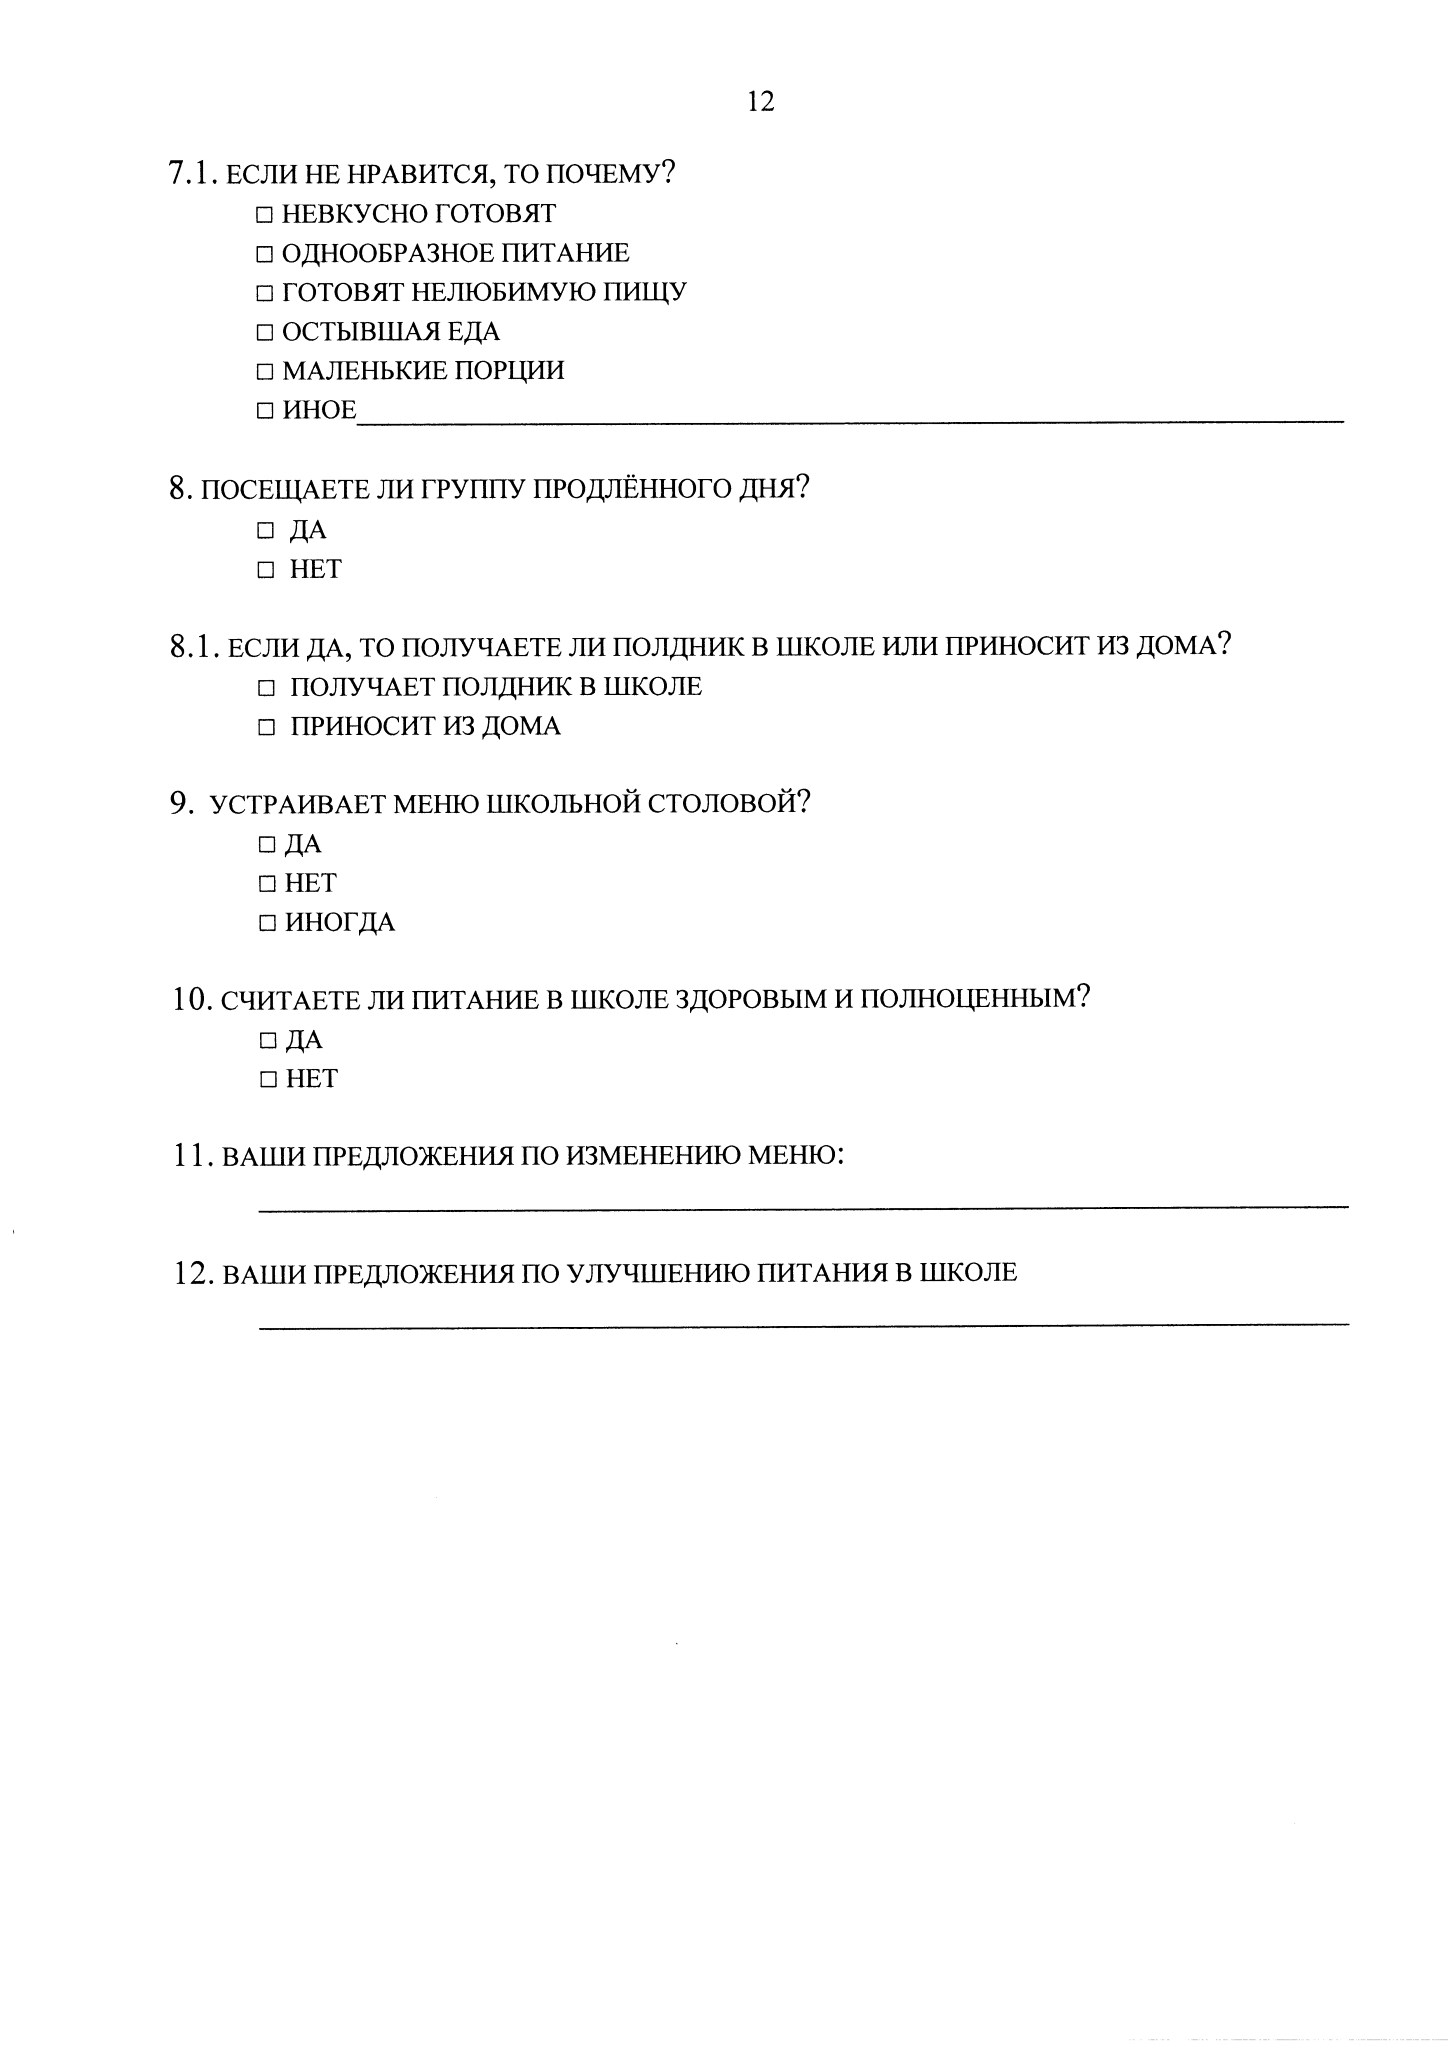 12
7.1. ЕСЛИ НЕ НРАВИТСЯ, ТО ПОЧЕМУ?
□ НЕВКУСНО ГОТОВЯТ
□ ОДНООБРАЗНОЕ ПИТАНИЕ
□ ГОТОВЯТ НЕЛЮБИМУЮ ПИЩУ
□ ОСТЫВШАЯ ЕДА
□ МАЛЕНЬКИЕ ПОРЦИИ
□ ИНОЕ
8. ПОСЕЩАЕТЕ ЛИ ГРУППУ ПРОДЛЁННОГО ДНЯ?
□ ДА
□ НЕТ
8.1. ЕСЛИ ДА, ТО ПОЛУЧАЕТЕ ЛИ ПОЛДНИК В ШКОЛЕ ИЛИ ПРИНОСИТ ИЗ ДОМА?
□ ПОЛУЧАЕТ ПОЛДНИК В ШКОЛЕ
□ ПРИНОСИТ ИЗ ДОМА
9. УСТРАИВАЕТ МЕНЮ ШКОЛЬНОЙ СТОЛОВОЙ?
□ ДА
□ НЕТ
□ ИНОГДА
10. СЧИТАЕТЕ ЛИ ПИТАНИЕ В ШКОЛЕ ЗДОРОВЫМ И ПОЛНОЦЕННЫМ?
□ ДА
□ НЕТ
11. ВАШИ ПРЕДЛОЖЕНИЯ ПО ИЗМЕНЕНИЮ МЕНЮ:
12. ВАШИ ПРЕДЛОЖЕНИЯ ПО УЛУЧШЕНИЮ ПИТАНИЯ В ШКОЛЕ